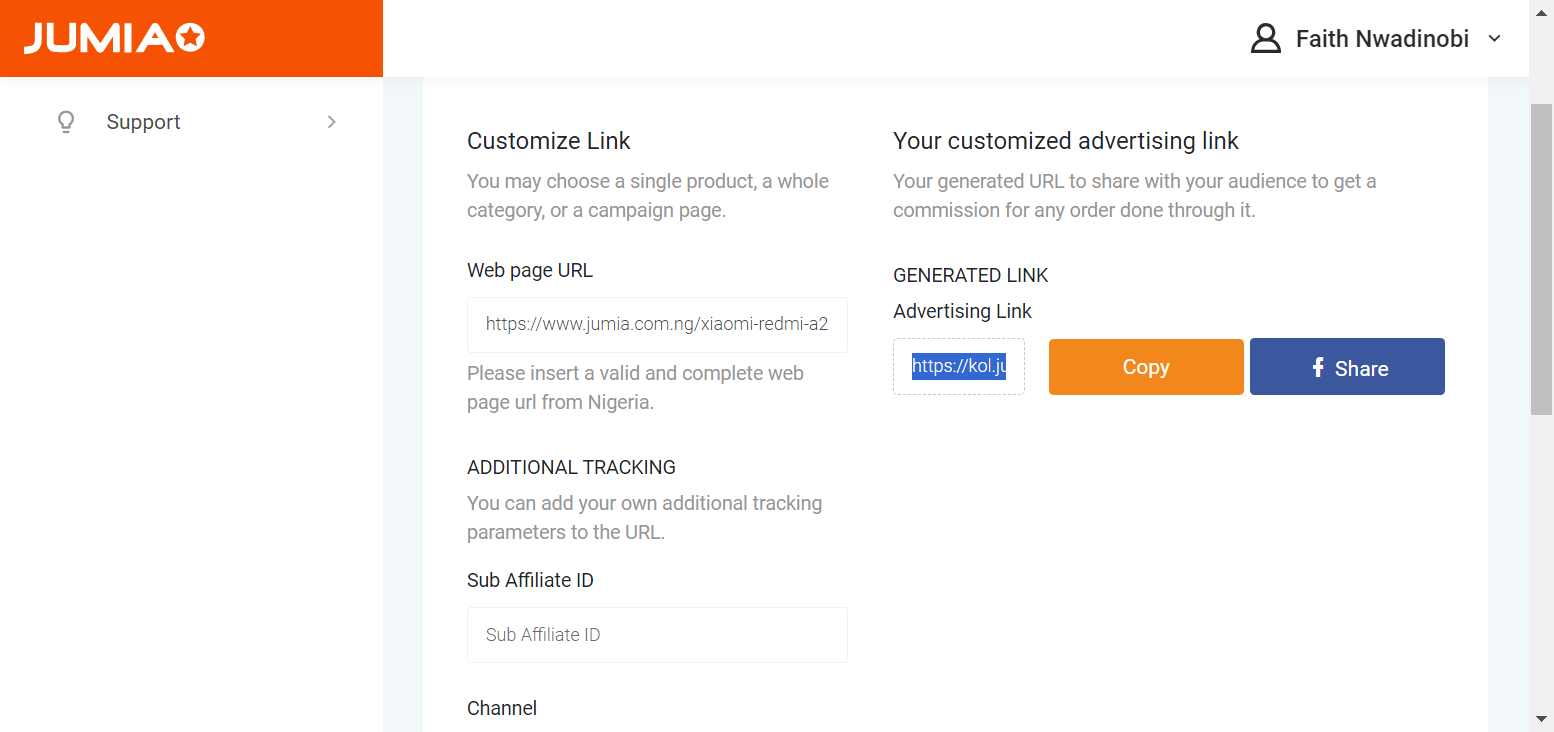 JUMIA
Faith Nwadinobi
Support
Customize Link
You may choose a single product, a whole
category, or a campaign page.
Web page URL
https://www.jumia.com.ng/xiaomi-redmi-a2
Please insert a valid and complete web
page url from Nigeria.
ADDITIONAL TRACKING
You can add your own additional tracking
parameters to the URL.
Sub Affiliate ID
Sub Affiliate ID
Channel
Your customized advertising link
Your generated URL to share with your audience to get a
commission for any order done through it.
GENERATED LINK
Advertising Link
https://kol.ju
Copy
Share